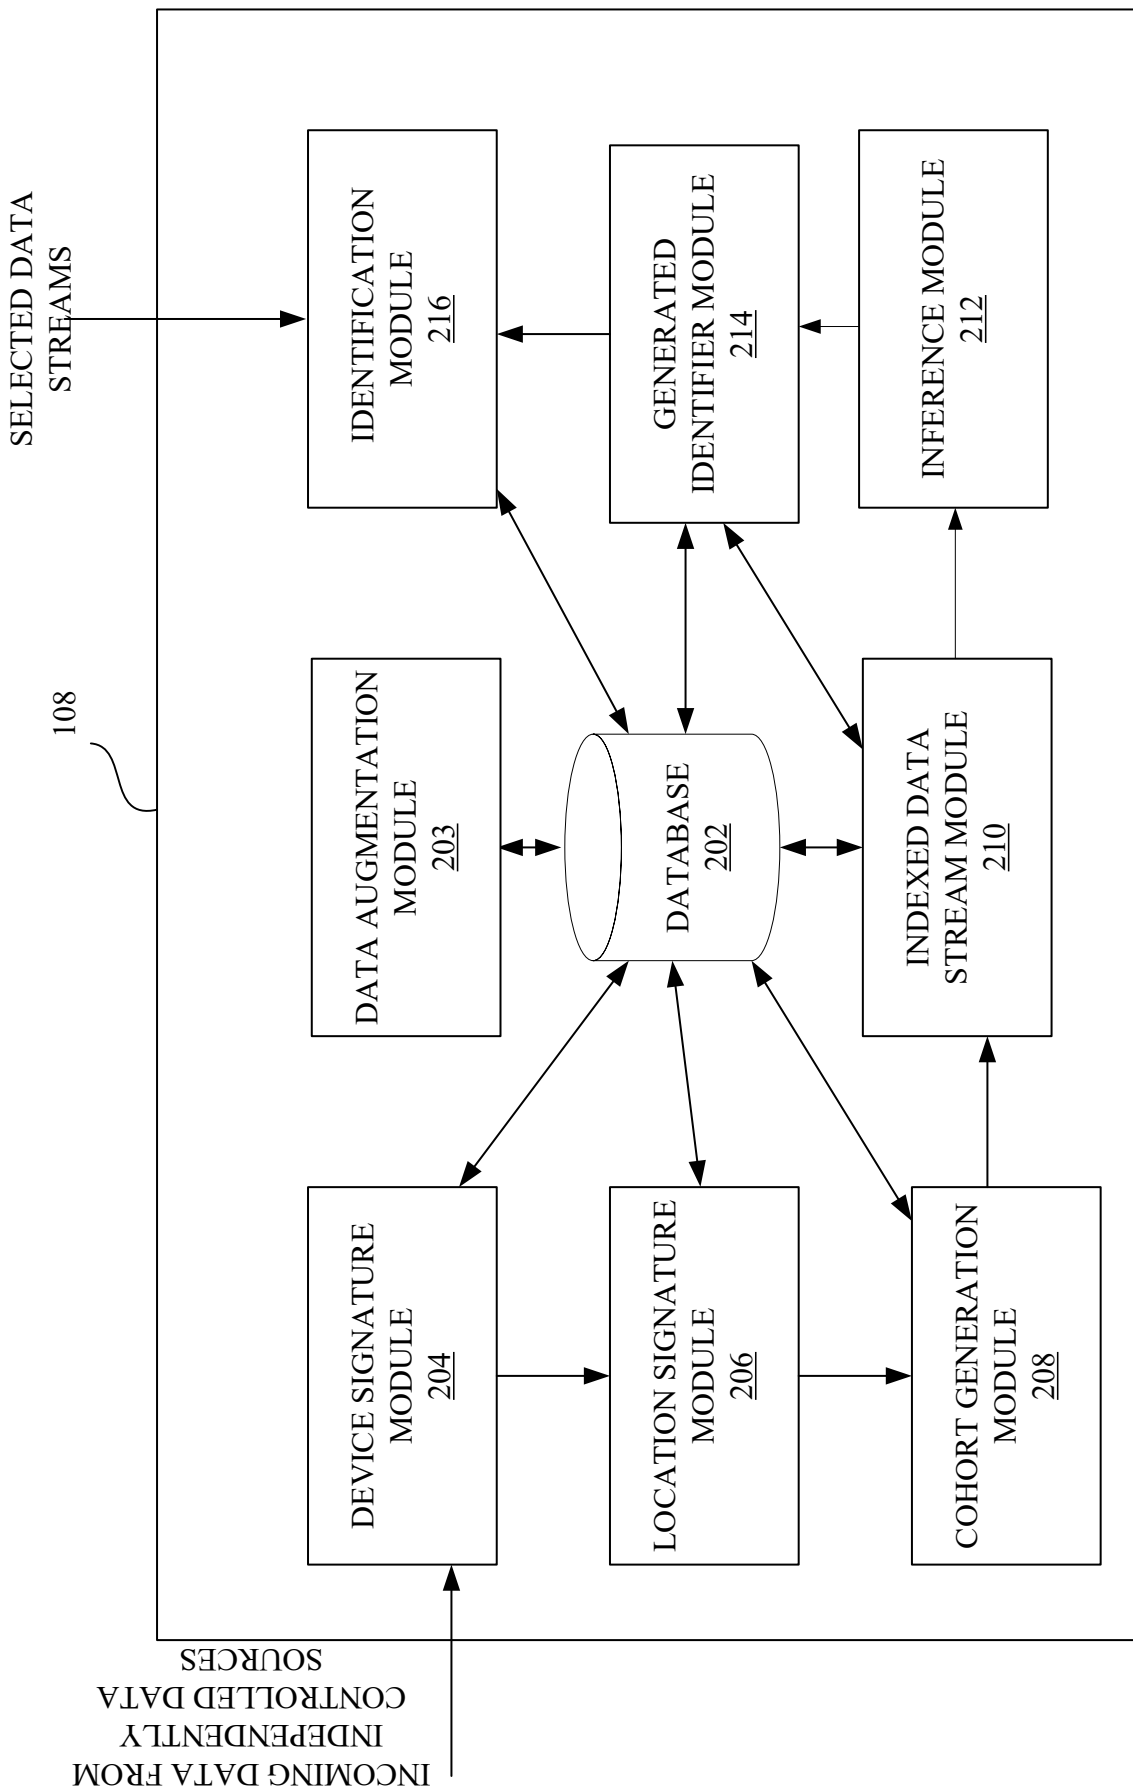 INCOMING DATA FROM
INDEPENDENTLY
CONTROLLED DATA
SOURCES
108
SELECTED DATA
STREAMS
DEVICE SIGNATURE
MODULE
204
DATA AUGMENTATION
MODULE
203
IDENTIFICATION
MODULE
216
LOCATION SIGNATURE
MODULE
206
DATABASE
202
GENERATED
IDENTIFIER MODULE
214
COHORT GENERATION
MODULE
208
INDEXED DATA
STREAM MODULE
210
INFERENCE MODULE
212